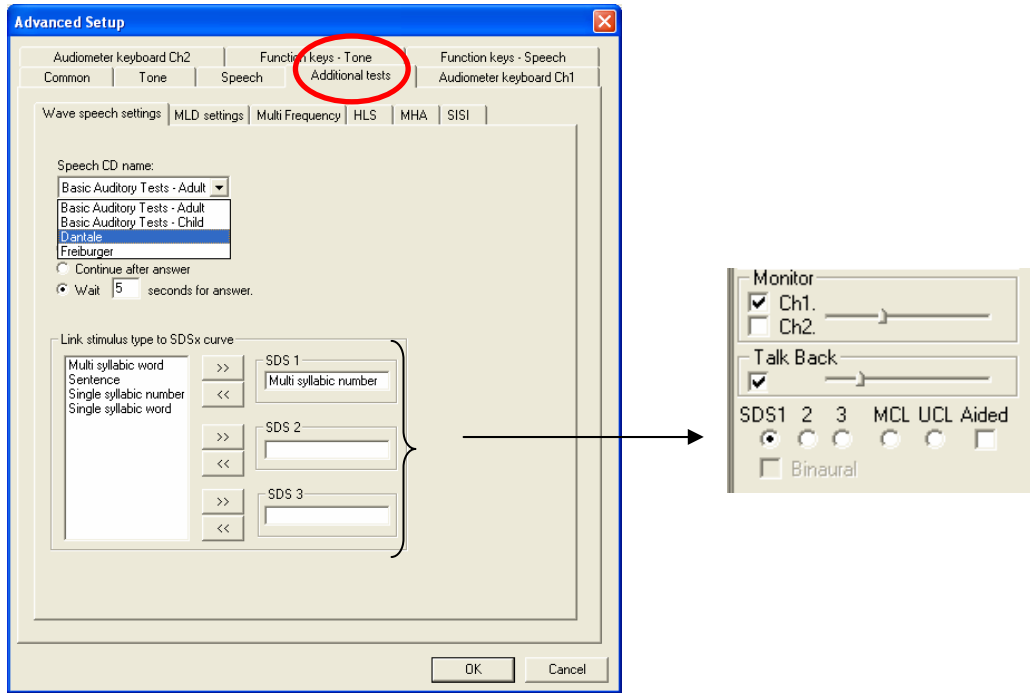 Advanced Setup
Audiometer keyboard Ch2 Function keys - Tone Function keys - Speech
Common Tone Speech Additional tests Audiometer keyboard Ch1
Wave speech settings MLD settings Multi Frequency HLS MHA SISI
Speech CD name:
Basic Auditory Tests - Adult
Basic Auditory Tests - Adult
Basic Auditory Tests - Child
Dantale
Freiburger
Continue after answer
Wait 5 seconds for answer.
Link stimulus type to SDSx curve
Multi syllabic word
Sentence
Single syllabic number
Single syllabic word
>>
<<
SDS 1
Multi syllabic number
>>
<<
SDS 2
>>
<<
SDS 3
OK Cancel
Monitor
Ch1.
Ch2.
Talk Back
SDS1 2 3 MCL UCL Aided
Binaural